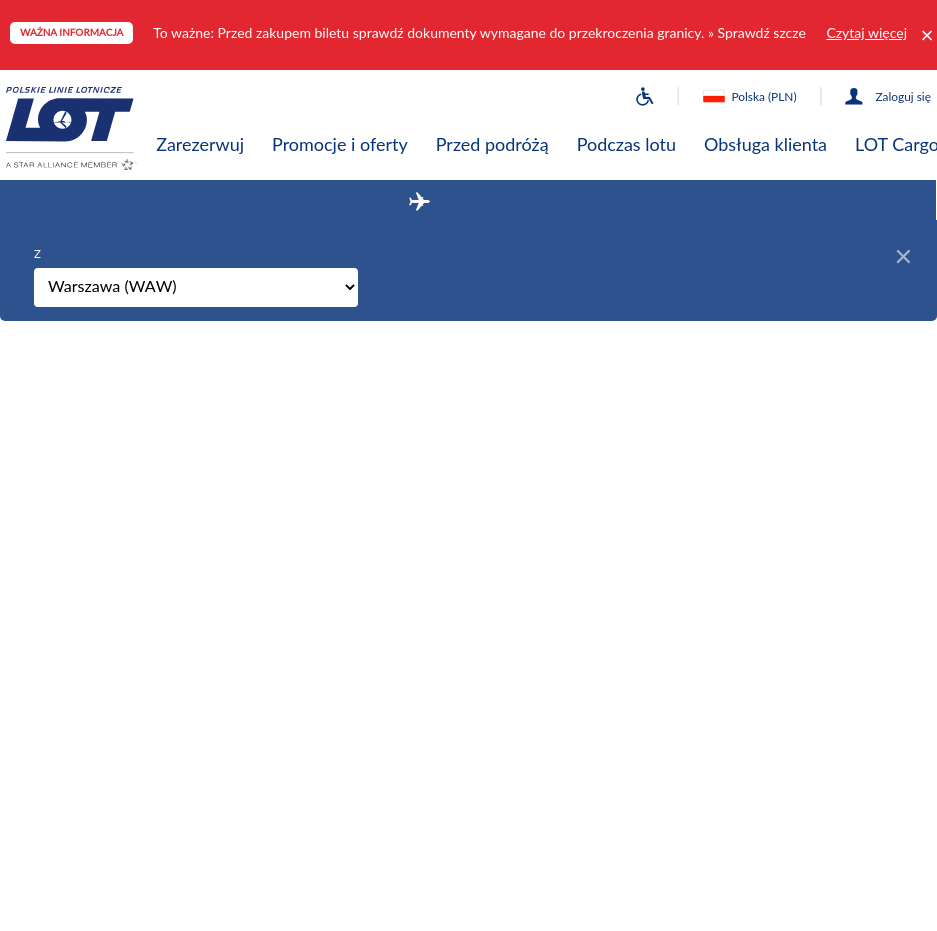 WAŻNA INFORMACJA
To ważne: Przed zakupem biletu sprawdź dokumenty wymagane do przekroczenia granicy. » Sprawdź szcze
Czytaj więcej
POLSKIE LINIE LOTNICZE
LOT
A STAR ALLIANCE MEMBER
Polska (PLN)
Zaloguj się
Zarezerwuj
Promocje i oferty
Przed podróżą
Podczas lotu
Obsługa klienta
LOT Cargo
Z
Warszawa (WAW)